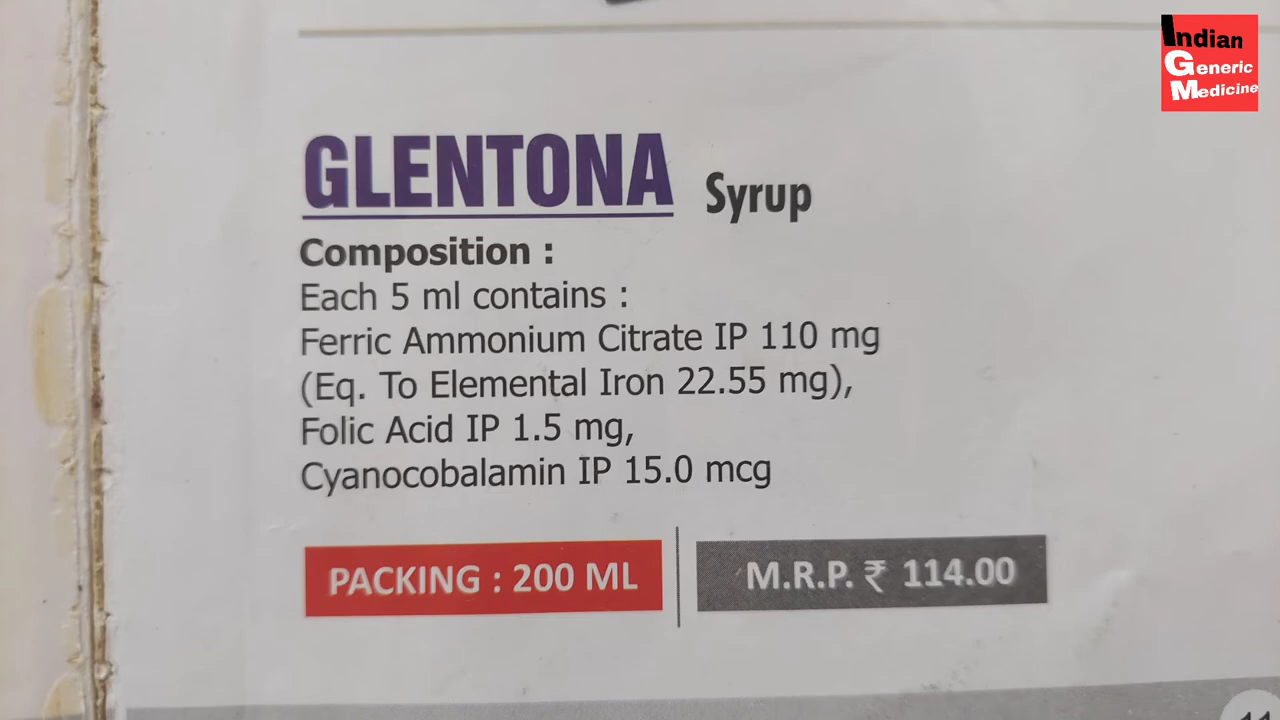 Indian
Generic
Medicine
GLENTONA Syrup
Composition :
Each 5 ml contains :
Ferric Ammonium Citrate IP 110 mg
(Eq. To Elemental Iron 22.55 mg),
Folic Acid IP 1.5 mg,
Cyanocobalamin IP 15.0 mcg
PACKING : 200 ML
M.R.P. ₹ 114.00